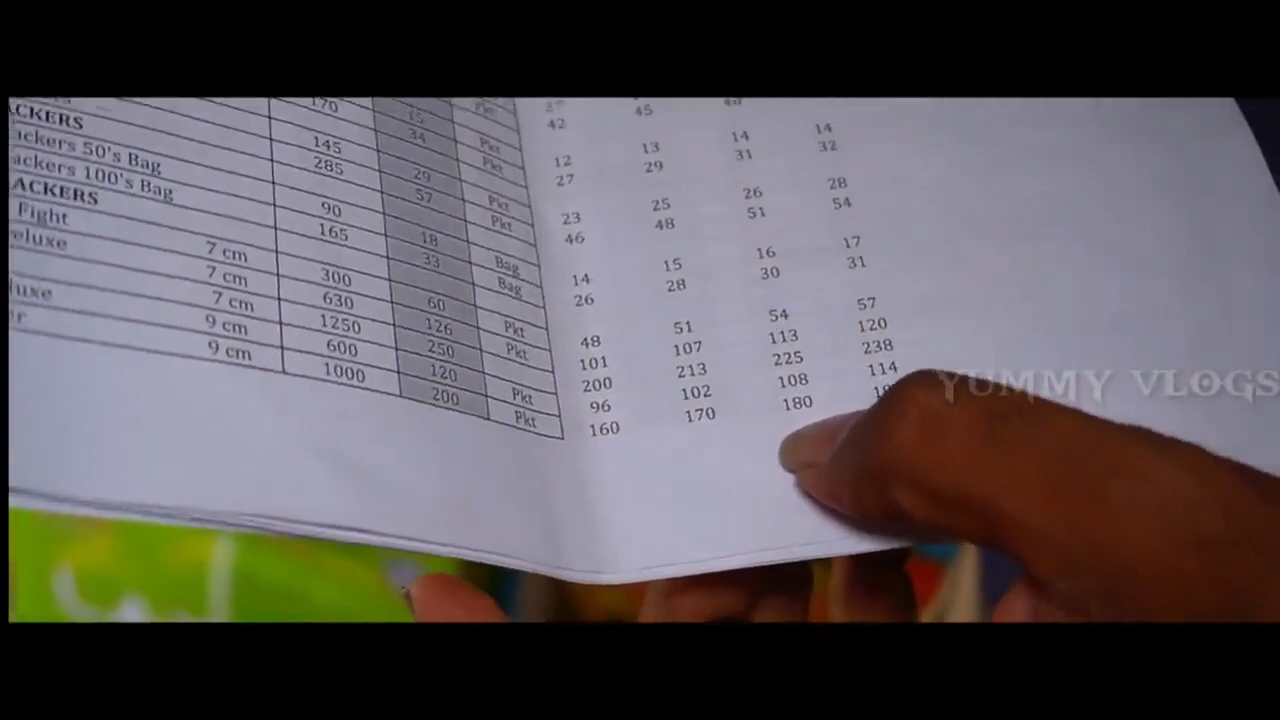 Pkt 42 45 48
15 Pkt 12 13 14 14
170 34 Pkt 27 29 31 32
145 29 Pkt 23 25 26 28
285 57 Pkt 46 48 51 54
ACKERS
ackers 50's Bag 90 18 Bag 14 15 16 17
ackers 100's Bag 165 33 Bag 26 28 30 31
ACKERS
Fight 7 cm 300 60 Pkt 48 51 54 57
eluxe 7 cm 630 126 Pkt 101 107 113 120
7 cm 1250 250 200 213 225 238
luxe 9 cm 600 120 Pkt 96 102 108 114
r 9 cm 1000 200 Pkt 160 170 180
YUMMY VLOGS